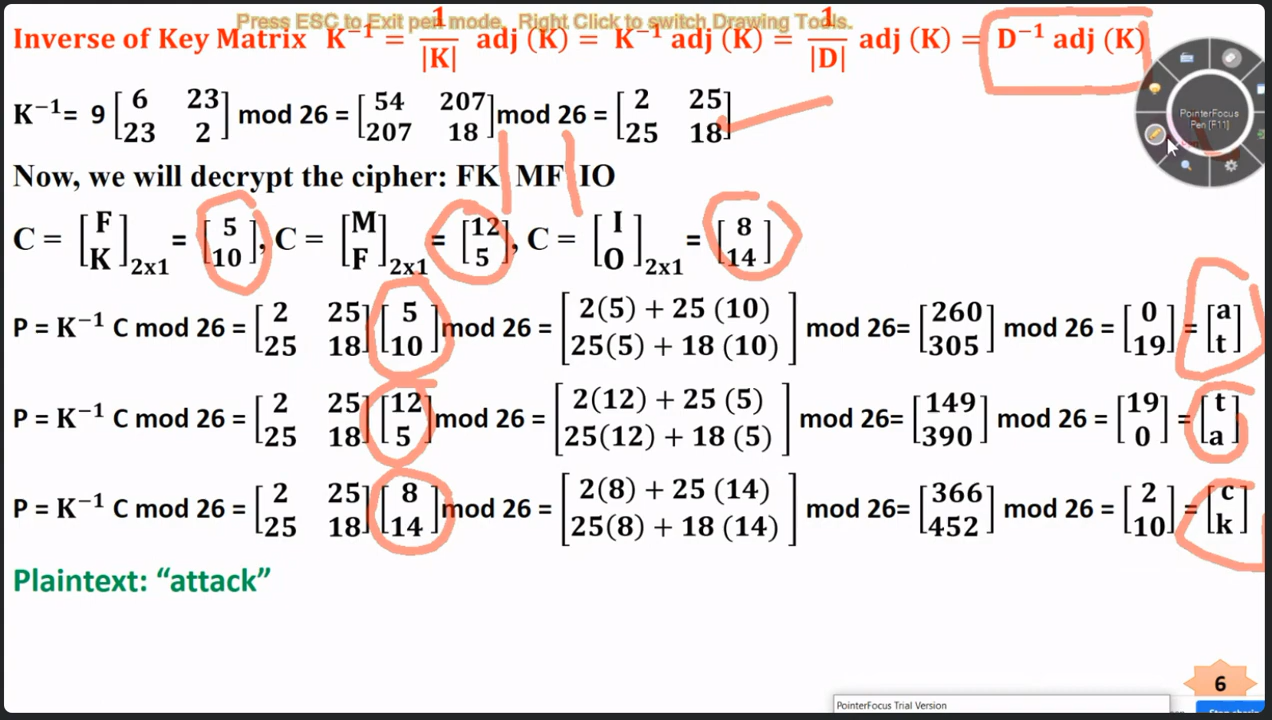 Press ESC to Exit pen mode, Right Click to switch Drawing Tools.
Inverse of Key Matrix K⁻¹ = 1/|K| adj (K) = K⁻¹ adj (K) = 1/|D| adj (K) = D⁻¹ adj (K)
PointerFocus
Pen [F11]
K⁻¹= 9 [6 23; 23 2] mod 26 = [54 207; 207 18] mod 26 = [2 25; 25 18]
Now, we will decrypt the cipher: FK MF IO
C = [F; K]2x1 = [5; 10], C = [M; F]2x1 = [12; 5], C = [I; O]2x1 = [8; 14]
P = K⁻¹ C mod 26 = [2 25; 25 18] [5; 10] mod 26 = [2(5) + 25 (10); 25(5) + 18 (10)] mod 26= [260; 305] mod 26 = [0; 19] = [a; t]
P = K⁻¹ C mod 26 = [2 25; 25 18] [12; 5] mod 26 = [2(12) + 25 (5); 25(12) + 18 (5)] mod 26= [149; 390] mod 26 = [19; 0] = [t; a]
P = K⁻¹ C mod 26 = [2 25; 25 18] [8; 14] mod 26 = [2(8) + 25 (14); 25(8) + 18 (14)] mod 26= [366; 452] mod 26 = [2; 10] = [c; k]
Plaintext: “attack”
6
PointerFocus Trial Version